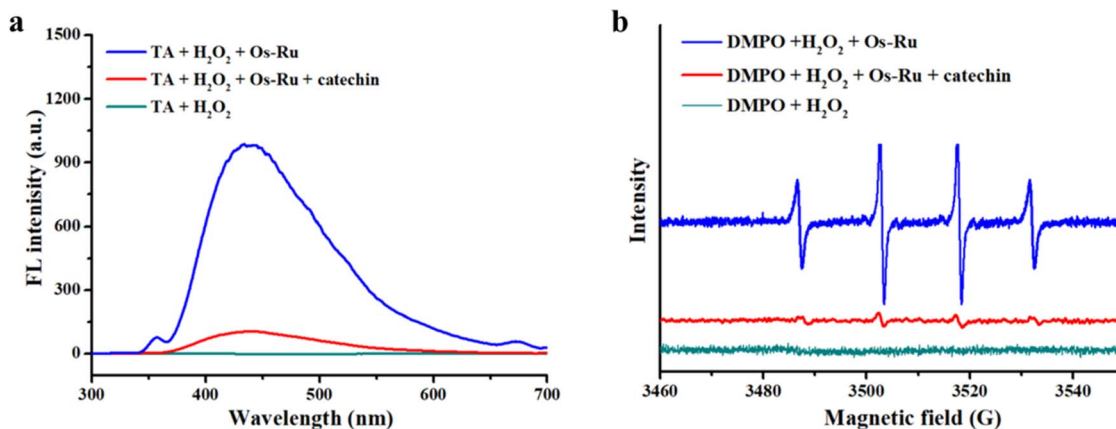 a
1500
1200
900
600
300
0
FL intenisity (a.u.)
TA + H₂O₂ + Os-Ru
TA + H₂O₂ + Os-Ru + catechin
TA + H₂O₂
300 400 500 600 700
Wavelength (nm)
b
Intensity
DMPO +H₂O₂ + Os-Ru
DMPO + H₂O₂ + Os-Ru + catechin
DMPO + H₂O₂
3460 3480 3500 3520 3540
Magnetic field (G)